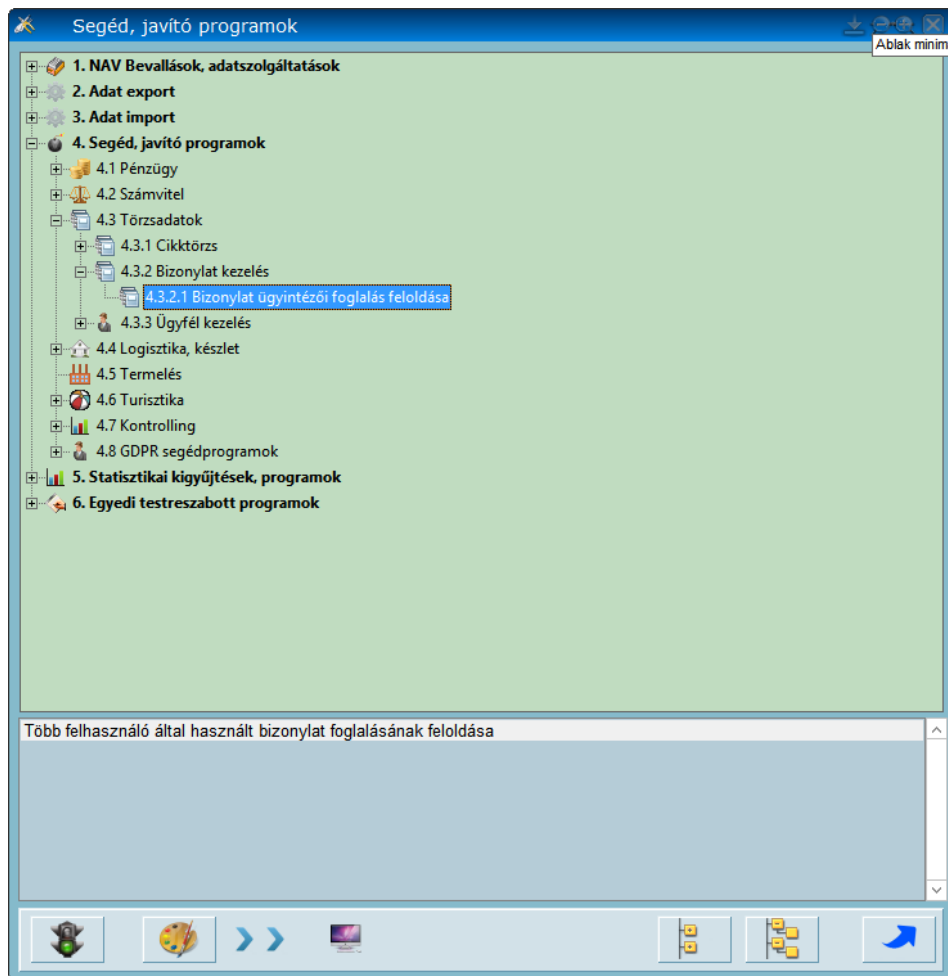 Segéd, javító programok
Ablak minim
1. NAV Bevallások, adatszolgáltatások
2. Adat export
3. Adat import
4. Segéd, javító programok
4.1 Pénzügy
4.2 Számvitel
4.3 Törzsadatok
4.3.1 Cikktörzs
4.3.2 Bizonylat kezelés
4.3.2.1 Bizonylat ügyintézői foglalás feloldása
4.3.3 Ügyfél kezelés
4.4 Logisztika, készlet
4.5 Termelés
4.6 Turisztika
4.7 Kontrolling
4.8 GDPR segédprogramok
5. Statisztikai kigyűjtések, programok
6. Egyedi testreszabott programok
Több felhasználó által használt bizonylat foglalásának feloldása